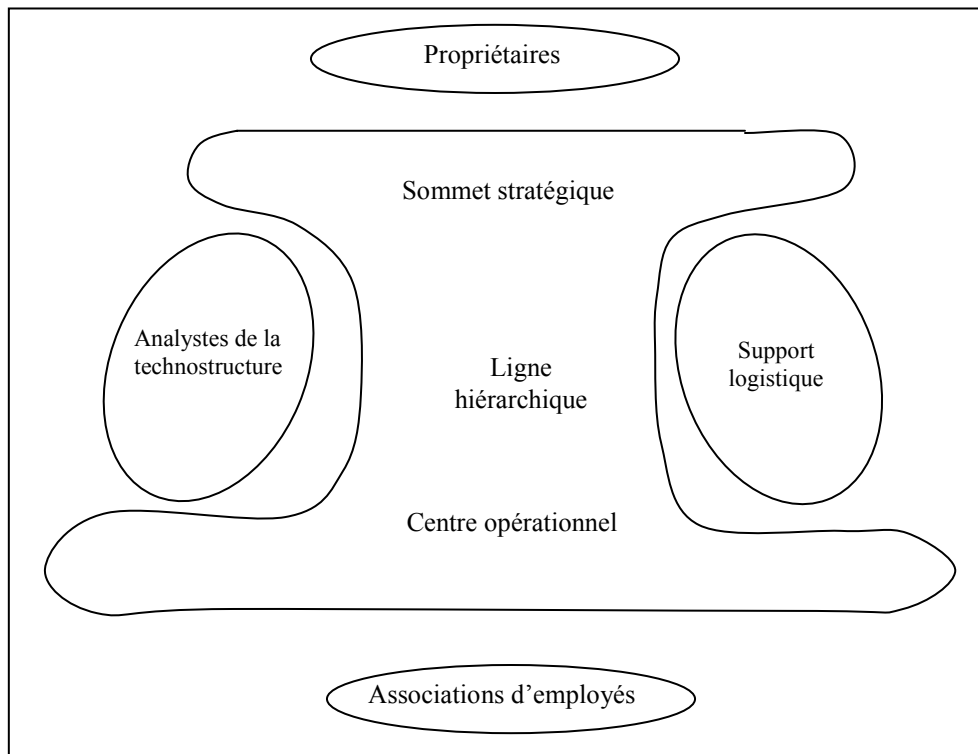 Propriétaires
Sommet stratégique
Analystes de la
technostructure
Ligne
hiérarchique
Support
logistique
Centre opérationnel
Associations d’employés